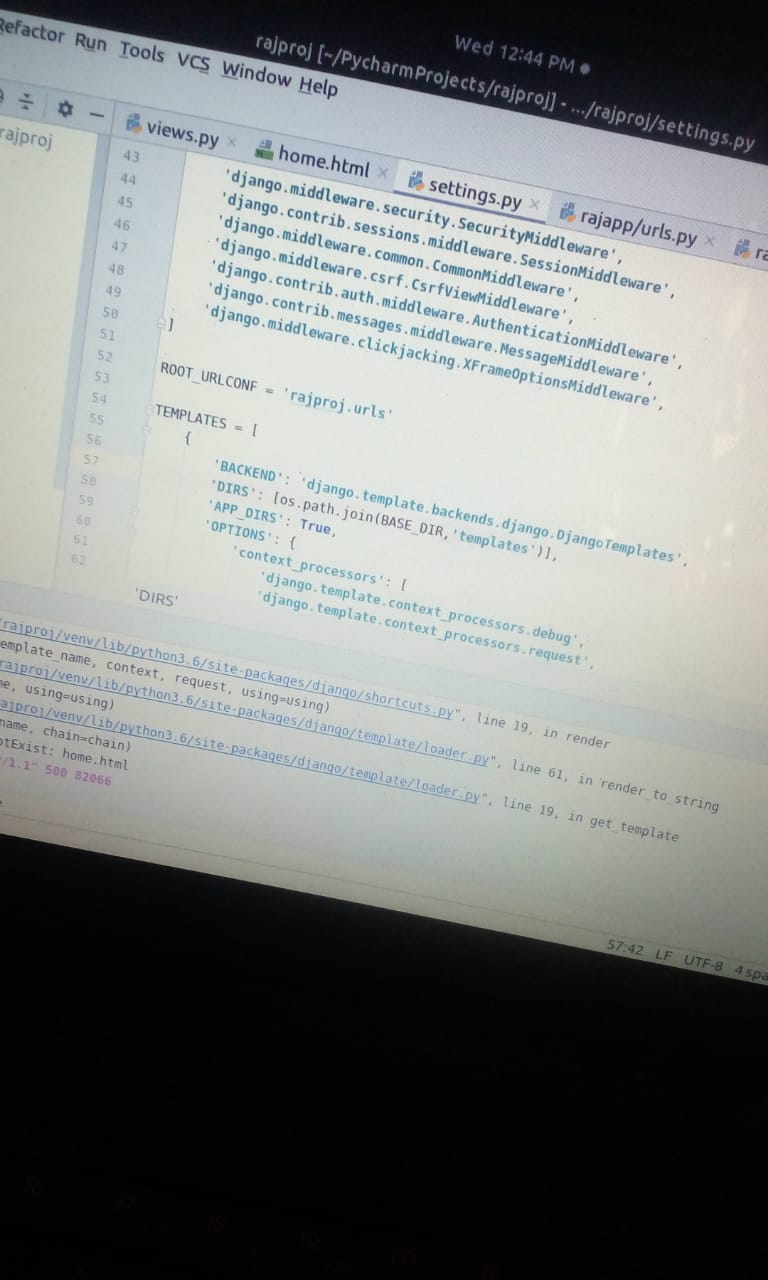 Wed 12:44 PM
rajproj [~/PycharmProjects/rajproj] - .../rajproj/settings.py
Refactor Run Tools VCS Window Help
rajproj
views.py home.html settings.py rajapp/urls.py
43
44 'django.middleware.security.SecurityMiddleware',
45 'django.contrib.sessions.middleware.SessionMiddleware',
46 'django.middleware.common.CommonMiddleware',
47 'django.middleware.csrf.CsrfViewMiddleware',
48 'django.contrib.auth.middleware.AuthenticationMiddleware',
49 'django.contrib.messages.middleware.MessageMiddleware',
50 'django.middleware.clickjacking.XFrameOptionsMiddleware',
51 ]
52
53 ROOT_URLCONF = 'rajproj.urls'
54
55 TEMPLATES = [
56 {
57 'BACKEND': 'django.template.backends.django.DjangoTemplates',
58 'DIRS': [os.path.join(BASE_DIR,'templates')],
59 'APP_DIRS': True,
60 'OPTIONS': {
61 'context_processors': [
62 'django.template.context_processors.debug',
'django.template.context_processors.request',
'DIRS'
rajproj/venv/lib/python3.6/site-packages/django/shortcuts.py", line 19, in render
emplate_name, context, request, using=using)
rajproj/venv/lib/python3.6/site-packages/django/template/loader.py", line 61, in render_to_string
me, using=using)
rajproj/venv/lib/python3.6/site-packages/django/template/loader.py", line 19, in get_template
name, chain=chain)
otExist: home.html
/1.1" 500 82066
57:42 LF UTF-8 4 spa